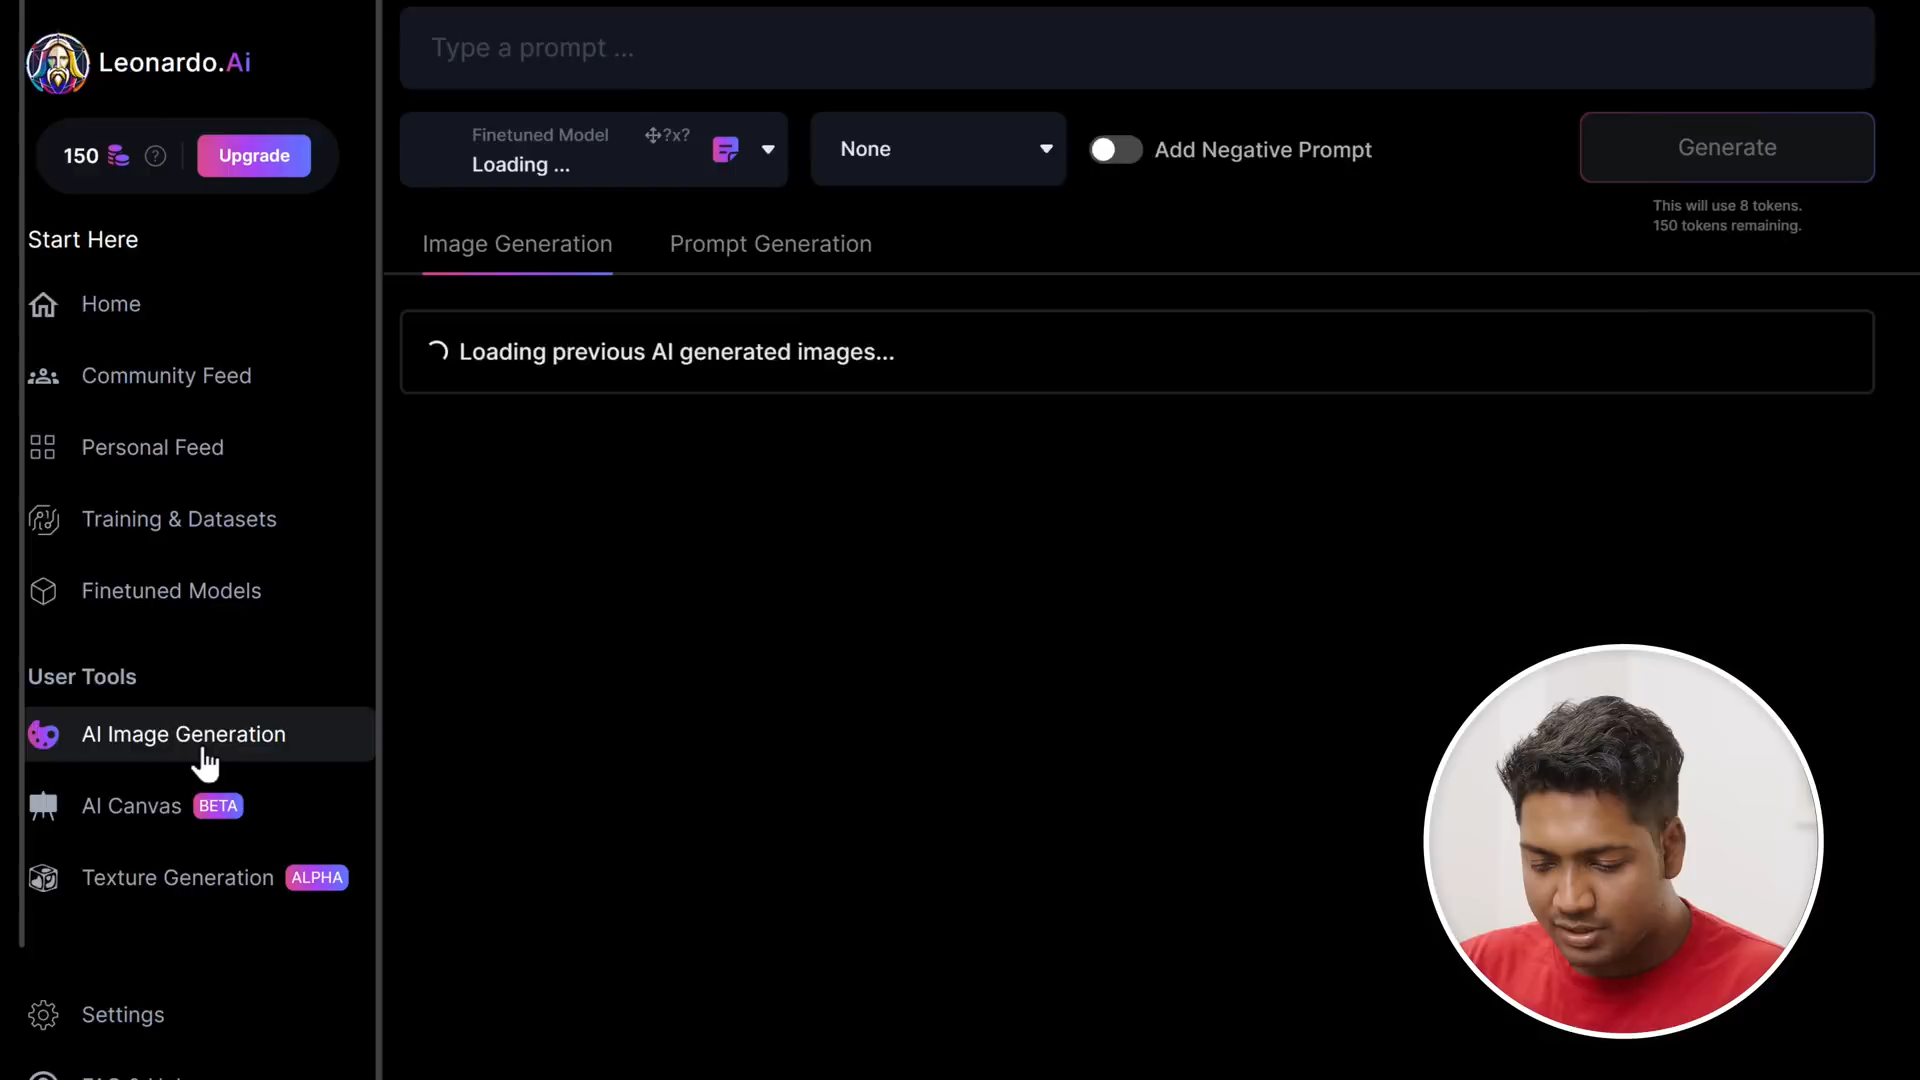 Leonardo.Ai
150
Upgrade
Start Here
Home
Community Feed
Personal Feed
Training & Datasets
Finetuned Models
User Tools
AI Image Generation
AI Canvas BETA
Texture Generation ALPHA
Settings
Type a prompt ...
Finetuned Model
?x?
Loading ...
None
Add Negative Prompt
Generate
This will use 8 tokens.
150 tokens remaining.
Image Generation
Prompt Generation
Loading previous AI generated images...